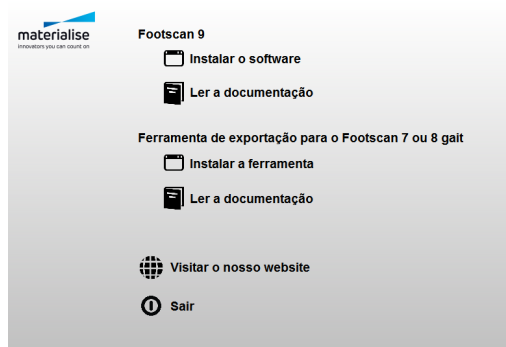 materialise
innovators you can count on
Footscan 9
Instalar o software
Ler a documentação
Ferramenta de exportação para o Footscan 7 ou 8 gait
Instalar a ferramenta
Ler a documentação
Visitar o nosso website
Sair